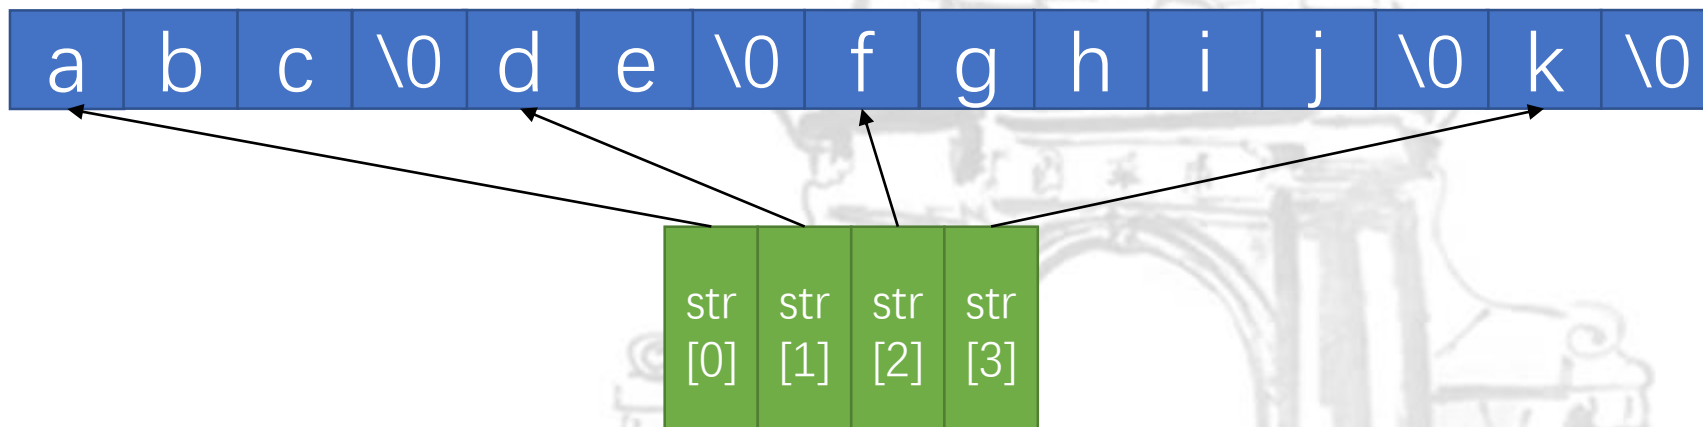 a b c \0 d e \0 f g h i j \0 k \0
str str str str
[0] [1] [2] [3]